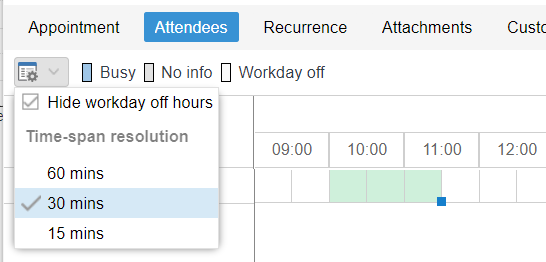 Appointment Attendees Recurrence Attachments Custo
Busy No info Workday off
Hide workday off hours
Time-span resolution
09:00 10:00 11:00 12:00
60 mins
30 mins
15 mins